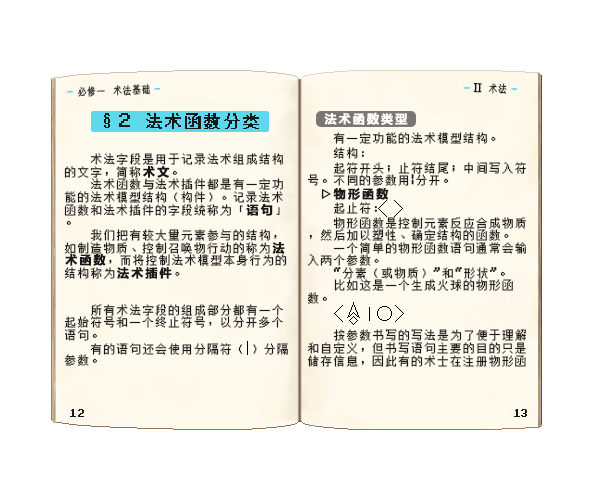 必修一 术法基础
§2 法术函数分类
法术字段是用于记录法术组成结构
的文字，简称术文。
法术函数与法术插件都是有一定功
能的法术模型结构（构件）。记录法术
函数和法术插件的字段统称为「语句」
。
我们把有较大量元素参与的结构，
如制造物质、控制召唤物行动的称为法
术函数，而将控制法术模型本身行为的
结构称为法术插件。
所有术法字段的组成部分都有一个
起始符号和一个终止符号，以分开多个
语句。
有的语句还会使用分隔符（|）分隔
参数。
12
II 术法
法术函数类型
有一定功能的法术模型结构。
结构：
起符开头；止符结尾；中间写入符
号。不同的参数用|分开。
▷物形函数
起止符：〈〉
物形函数是控制元素反应合成物质
，然后加以塑性、确定结构的函数。
一个简单的物形函数语句通常会输
入两个参数。
“分素（或物质）”和“形状”。
比如这是一个生成火球的物形函
数。
按参数书写的写法是为了便于理解
和自定义，但书写语句主要的目的只是
储存信息，因此有的术士在注册物形函
13